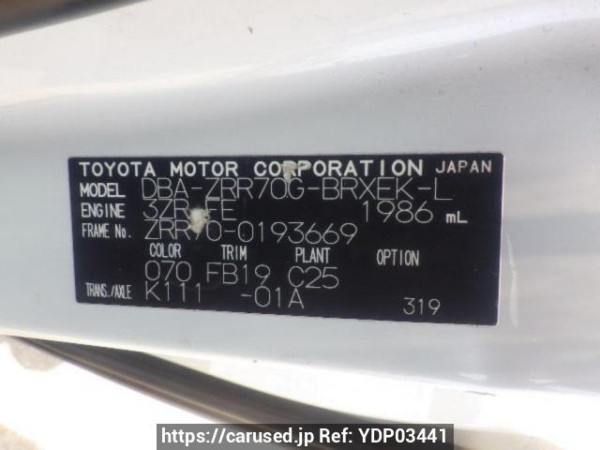 TOYOTA MOTOR CORPORATION JAPAN
MODEL DBA-ZRR70G-BRXEK-L
ENGINE 3ZR-FE 1986 mL
FRAME No. ZRR70-0193669
COLOR TRIM PLANT OPTION
070 FB19 C25
TRANS./AXLE K111 -01A
319
https://carused.jp Ref: YDP03441